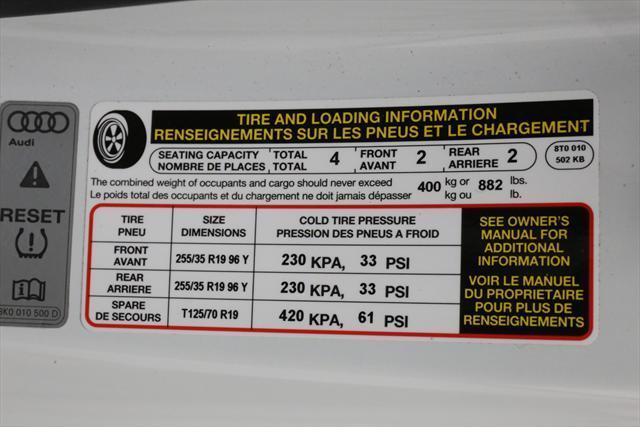 Audi
RESET
8K0 010 500 D
TIRE AND LOADING INFORMATION
RENSEIGNEMENTS SUR LES PNEUS ET LE CHARGEMENT
SEATING CAPACITY TOTAL 4 FRONT 2 REAR 2
NOMBRE DE PLACES TOTAL AVANT ARRIERE
8T0 010
502 KB
The combined weight of occupants and cargo should never exceed 400 kg or 882 lbs.
Le poids total des occupants et du chargement ne doit jamais dépasser kg ou lb.
TIRE SIZE COLD TIRE PRESSURE
PNEU DIMENSIONS PRESSION DES PNEUS A FROID
FRONT
AVANT 255/35 R19 96 Y 230 KPA, 33 PSI
REAR
ARRIERE 255/35 R19 96 Y 230 KPA, 33 PSI
SPARE
DE SECOURS T125/70 R19 420 KPA, 61 PSI
SEE OWNER'S
MANUAL FOR
ADDITIONAL
INFORMATION
VOIR LE MANUEL
DU PROPRIETAIRE
POUR PLUS DE
RENSEIGNEMENTS